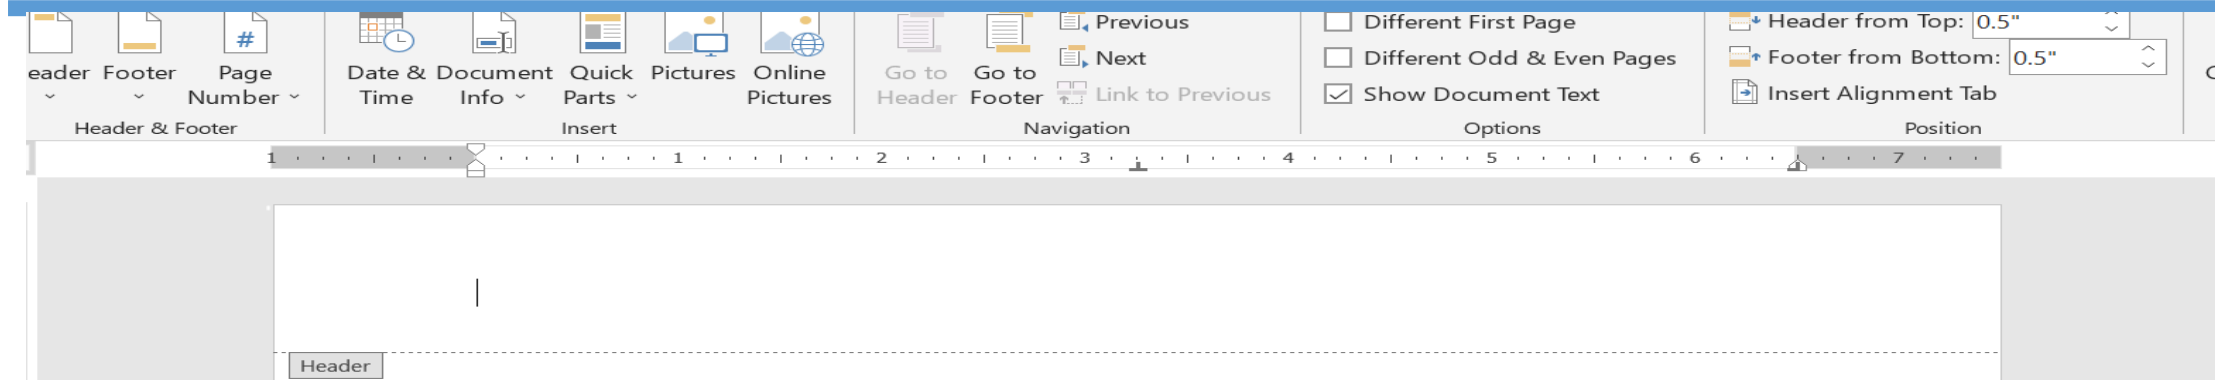 eader
Footer
Page
Number
Header & Footer
Date &
Time
Document
Info
Quick
Parts
Pictures
Online
Pictures
Insert
Go to
Header
Go to
Footer
Previous
Next
Link to Previous
Navigation
Different First Page
Different Odd & Even Pages
Show Document Text
Options
Header from Top: 0.5"
Footer from Bottom: 0.5"
Insert Alignment Tab
Position
1 1 2 3 4 5 6 7
Header